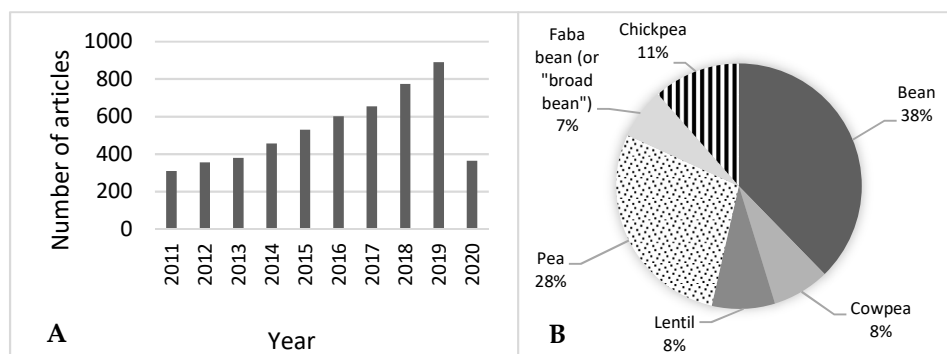 1000
800
600
400
200
0
Number of articles
2011
2012
2013
2014
2015
2016
2017
2018
2019
2020
Year
A
Faba
bean (or
"broad
bean")
7%
Chickpea
11%
Bean
38%
Pea
28%
Lentil
8%
Cowpea
8%
B